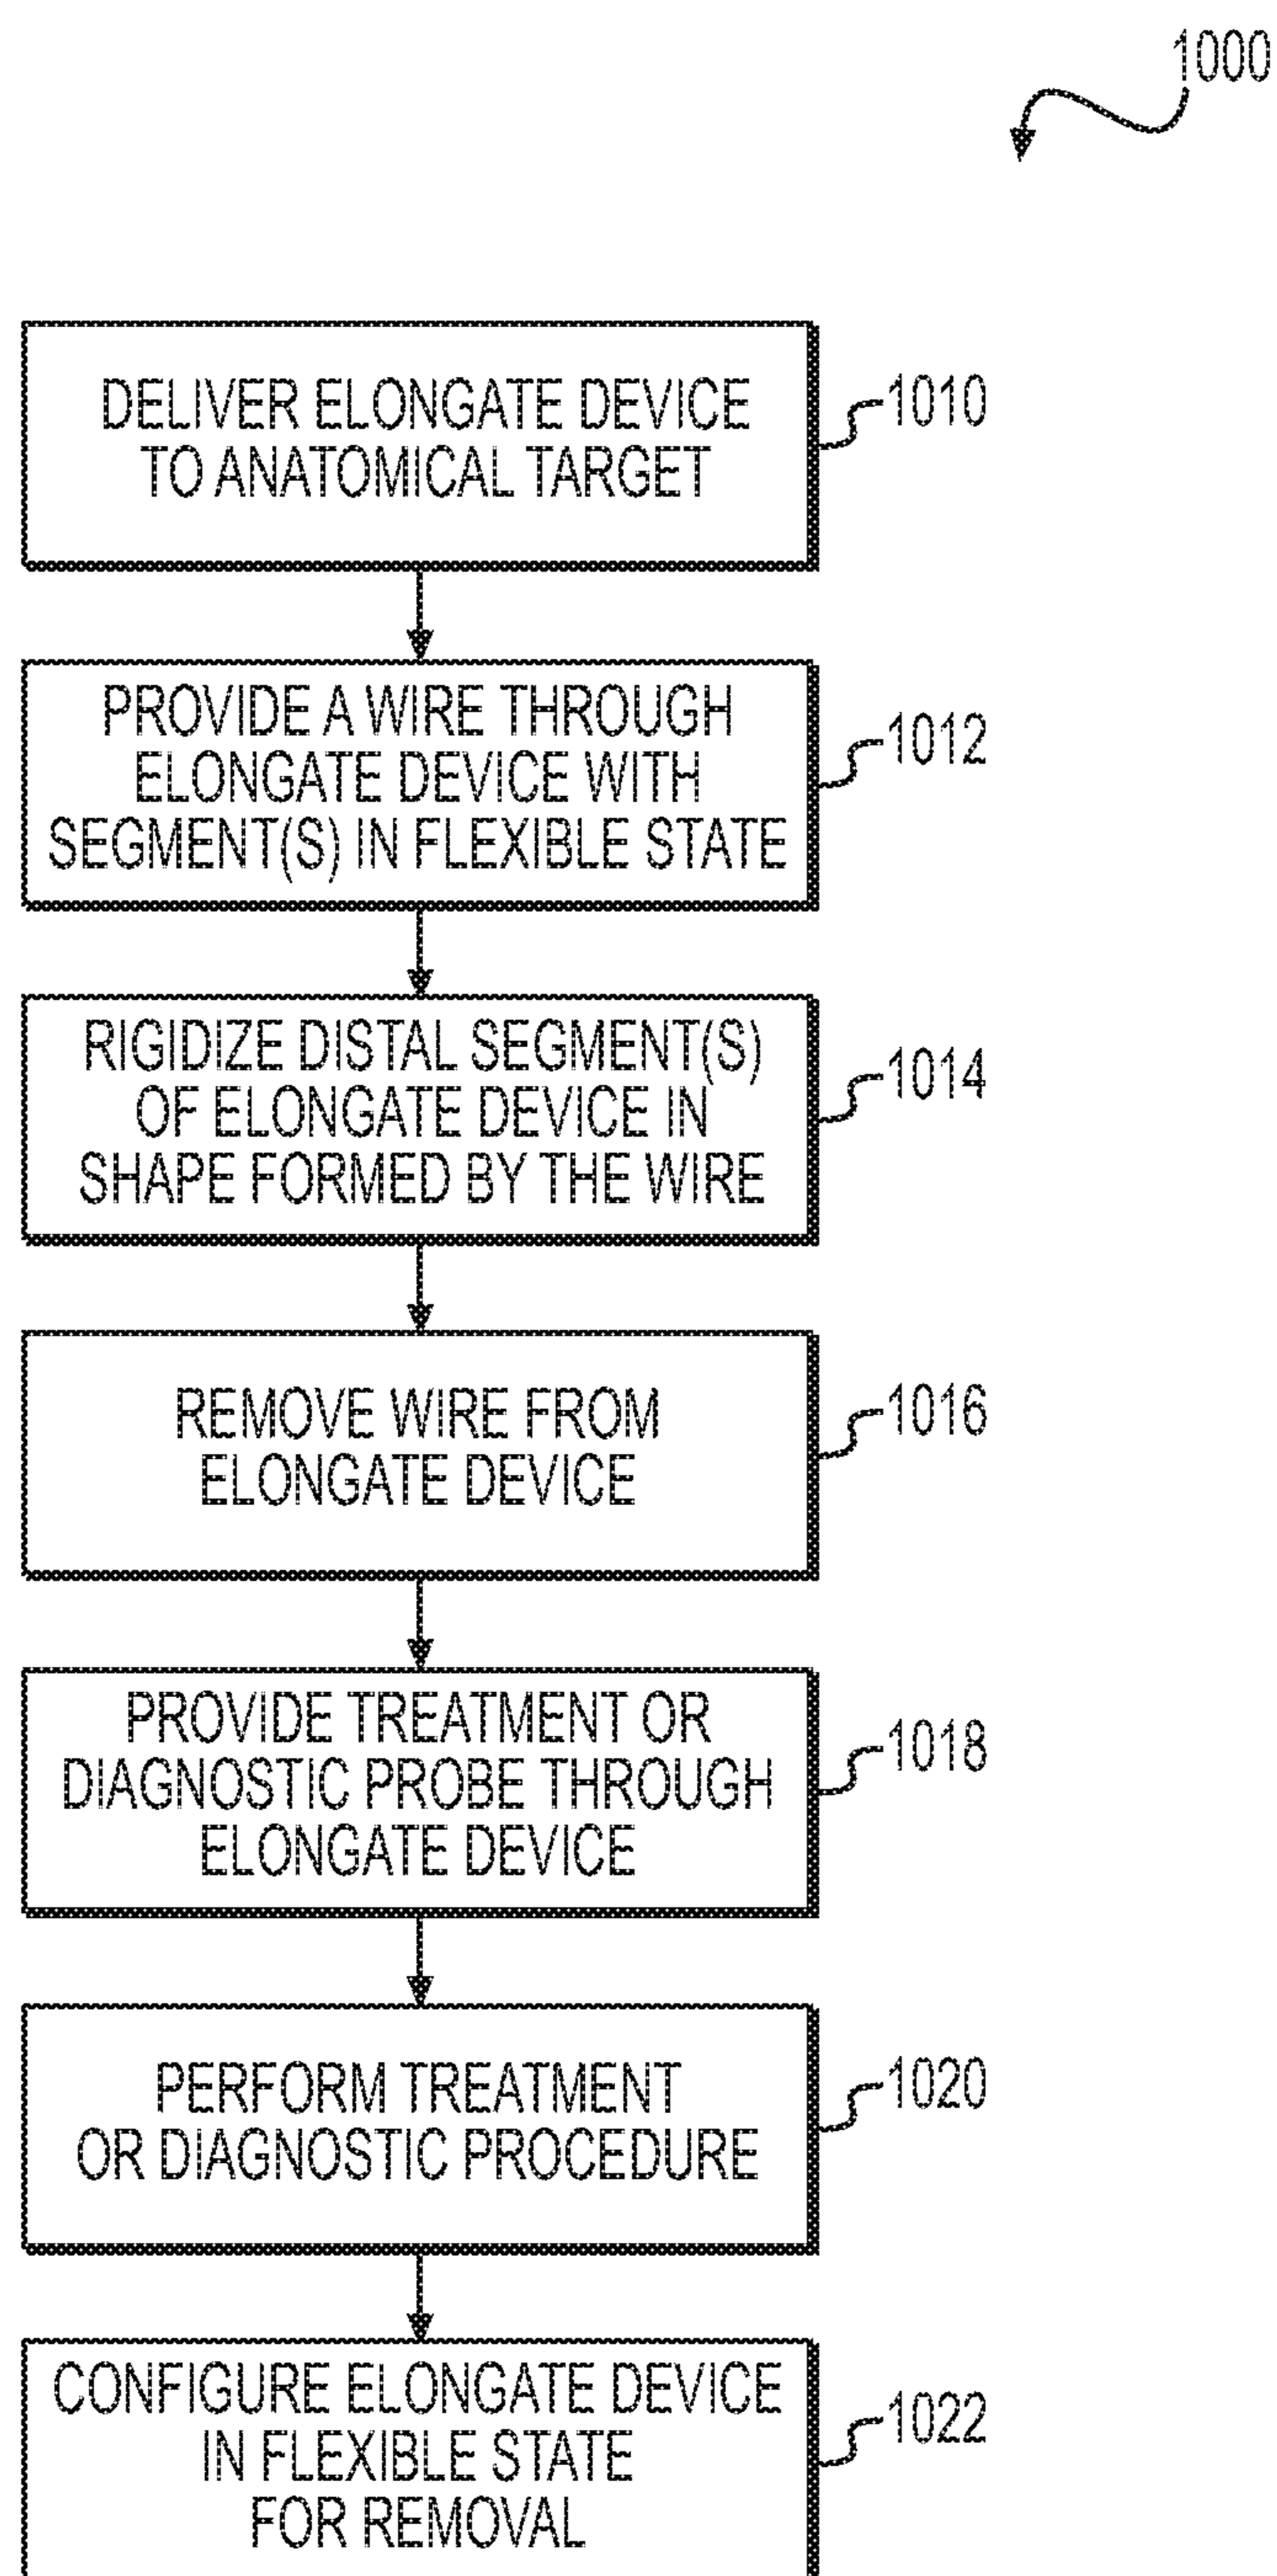 1000
DELIVER ELONGATE DEVICE
TO ANATOMICAL TARGET
1010
PROVIDE A WIRE THROUGH
ELONGATE DEVICE WITH
SEGMENT(S) IN FLEXIBLE STATE
1012
RIGIDIZE DISTAL SEGMENT(S)
OF ELONGATE DEVICE IN
SHAPE FORMED BY THE WIRE
1014
REMOVE WIRE FROM
ELONGATE DEVICE
1016
PROVIDE TREATMENT OR
DIAGNOSTIC PROBE THROUGH
ELONGATE DEVICE
1018
PERFORM TREATMENT
OR DIAGNOSTIC PROCEDURE
1020
CONFIGURE ELONGATE DEVICE
IN FLEXIBLE STATE
FOR REMOVAL
1022